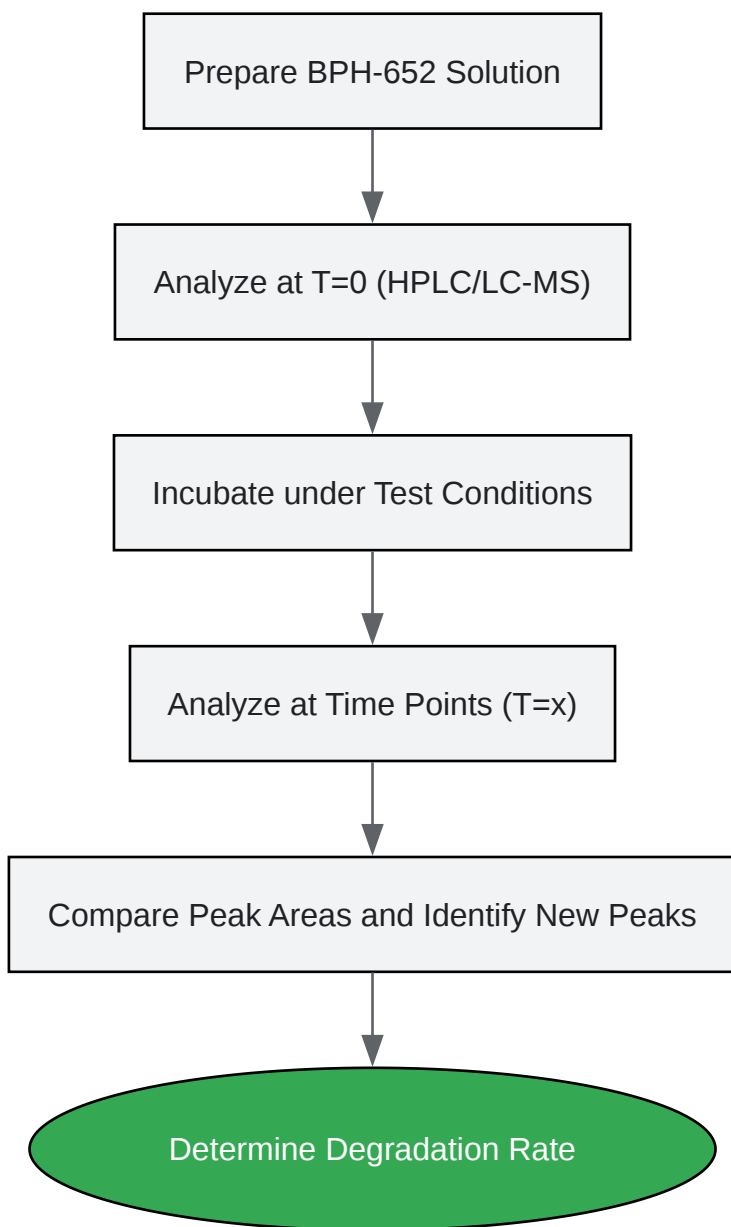 Prepare BPH-652 Solution
Analyze at T=0 (HPLC/LC-MS)
Incubate under Test Conditions
Analyze at Time Points (T=x)
Compare Peak Areas and Identify New Peaks
Determine Degradation Rate